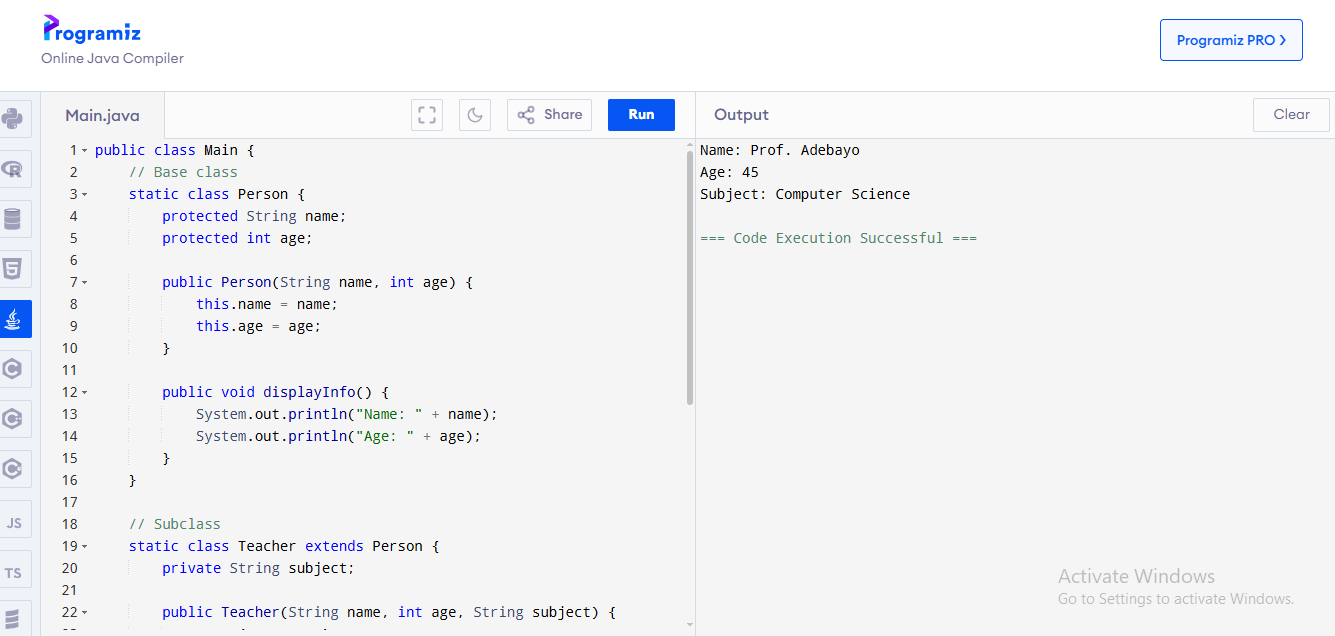 Programiz
Online Java Compiler
Programiz PRO >
Main.java
Share
Run
Output
Clear
1 public class Main {
2 // Base class
3 static class Person {
4 protected String name;
5 protected int age;
6
7 public Person(String name, int age) {
8 this.name = name;
9 this.age = age;
10 }
11
12 public void displayInfo() {
13 System.out.println("Name: " + name);
14 System.out.println("Age: " + age);
15 }
16 }
17
18 // Subclass
19 static class Teacher extends Person {
20 private String subject;
21
22 public Teacher(String name, int age, String subject) {
Name: Prof. Adebayo
Age: 45
Subject: Computer Science
=== Code Execution Successful ===
JS
TS
Activate Windows
Go to Settings to activate Windows.